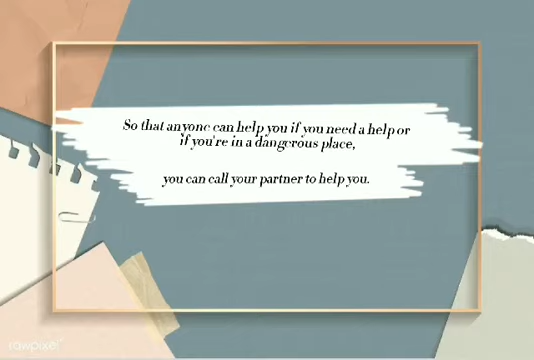 So that anyone can help you if you need a help or
if you're in a dangerous place,
you can call your partner to help you.
rawpixel